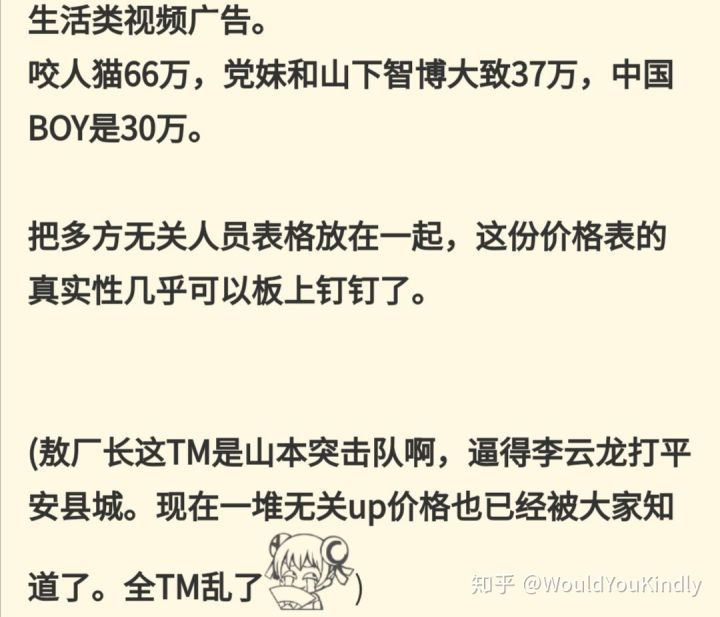 生活类视频广告。
咬人猫66万，党妹和山下智博大致37万，中国
BOY是30万。
把多方无关人员表格放在一起，这份价格表的
真实性几乎可以板上钉钉了。
(敖厂长这TM是山本突击队啊，逼得李云龙打平
安县城。现在一堆无关up价格也已经被大家知
道了。全TM乱了)
知乎 @WouldYouKindly